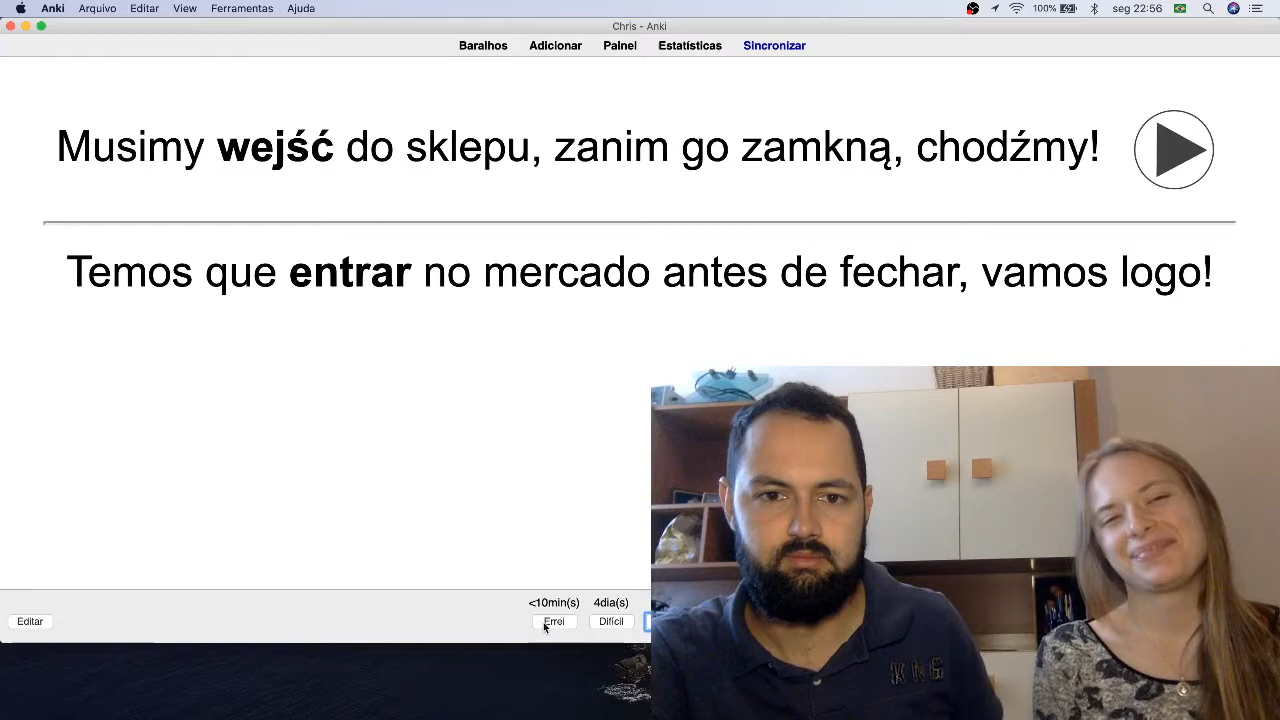 Anki Arquivo Editar View Ferramentas Ajuda 100% seg 22:56
Chris - Anki
Baralhos Adicionar Painel Estatísticas Sincronizar
Musimy wejść do sklepu, zanim go zamkną, chodźmy!
Temos que entrar no mercado antes de fechar, vamos logo!
<10min(s) 4dia(s)
Editar Errei Difícil
KNG